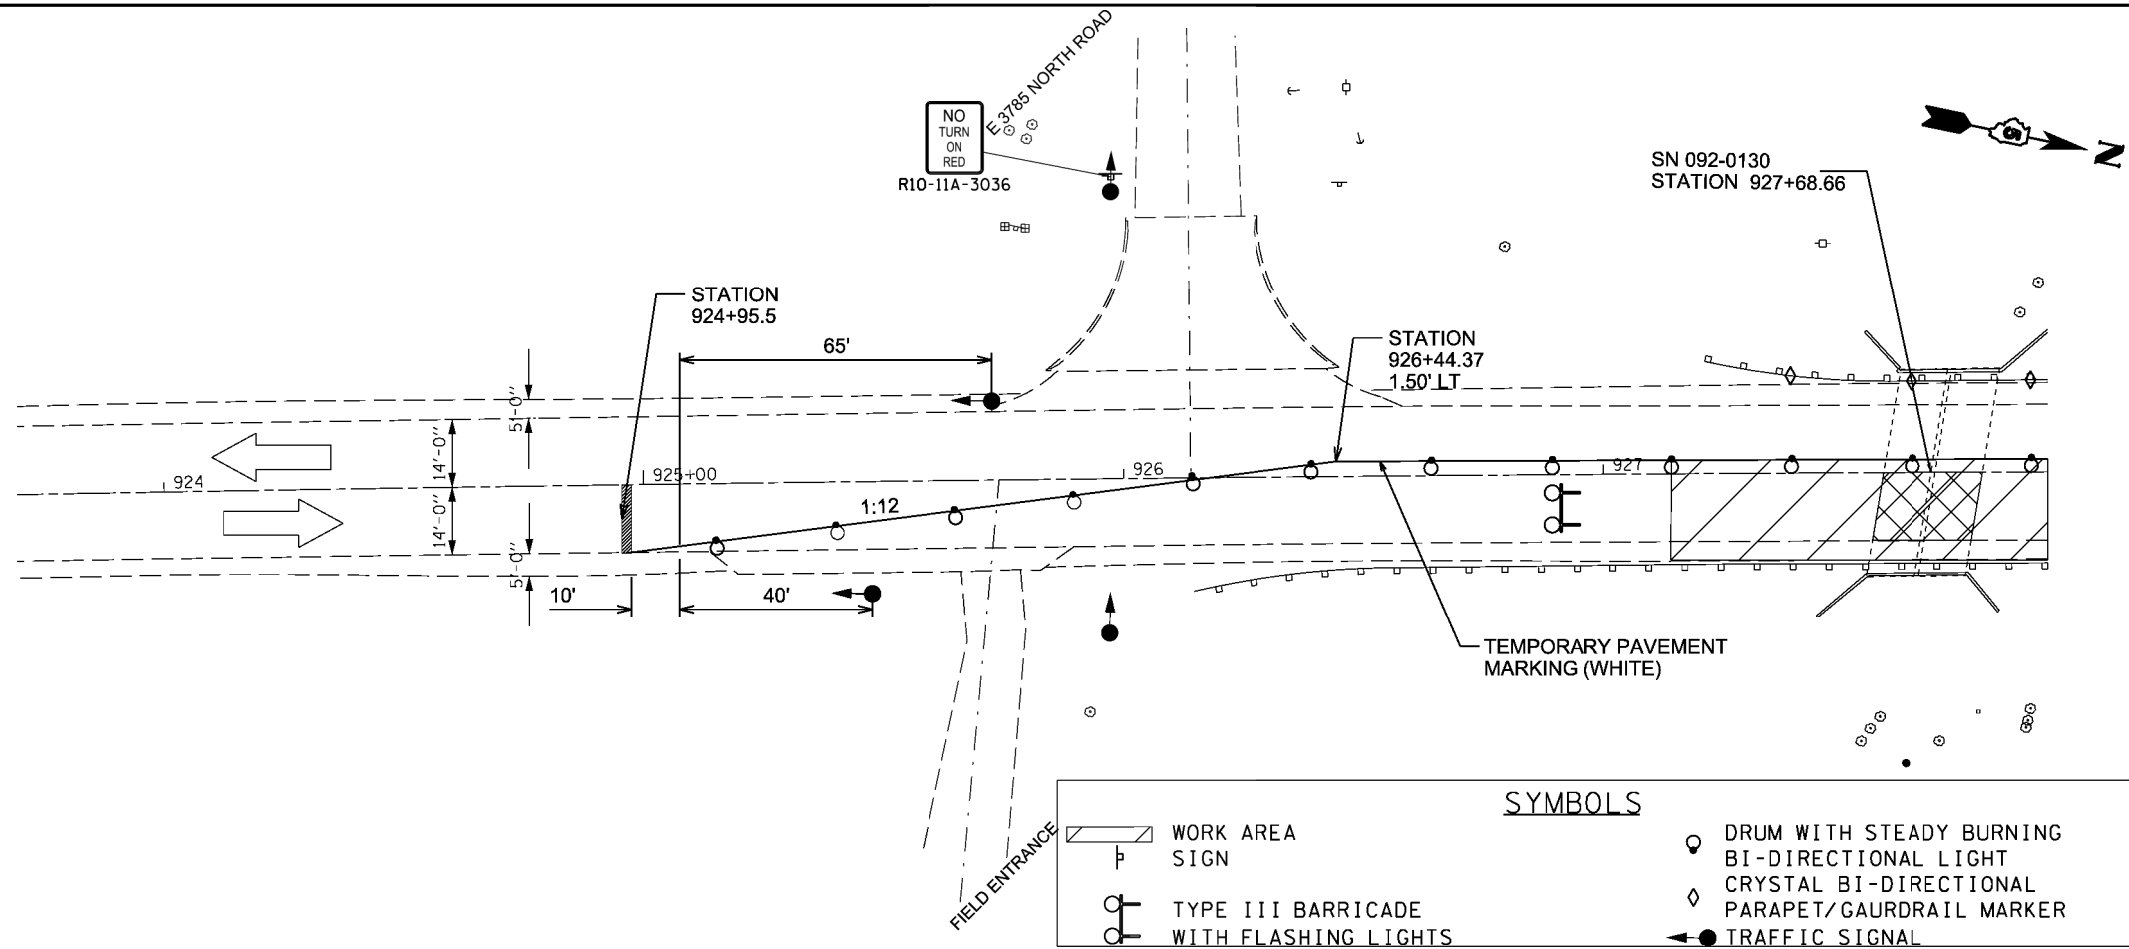 E 3785 NORTH ROAD
NO
TURN
ON
RED
R10-11A-3036
SN 092-0130
STATION 927+68.66
N
STATION
924+95.5
65'
STATION
926+44.37
1.50' LT
5'-0"
14'-0"
924
925+00
926
927
1:12
14'-0"
5'-0"
10'
40'
TEMPORARY PAVEMENT
MARKING (WHITE)
FIELD ENTRANCE
SYMBOLS
WORK AREA
SIGN
TYPE III BARRICADE
WITH FLASHING LIGHTS
DRUM WITH STEADY BURNING
BI-DIRECTIONAL LIGHT
CRYSTAL BI-DIRECTIONAL
PARAPET/GAURDRAIL MARKER
TRAFFIC SIGNAL